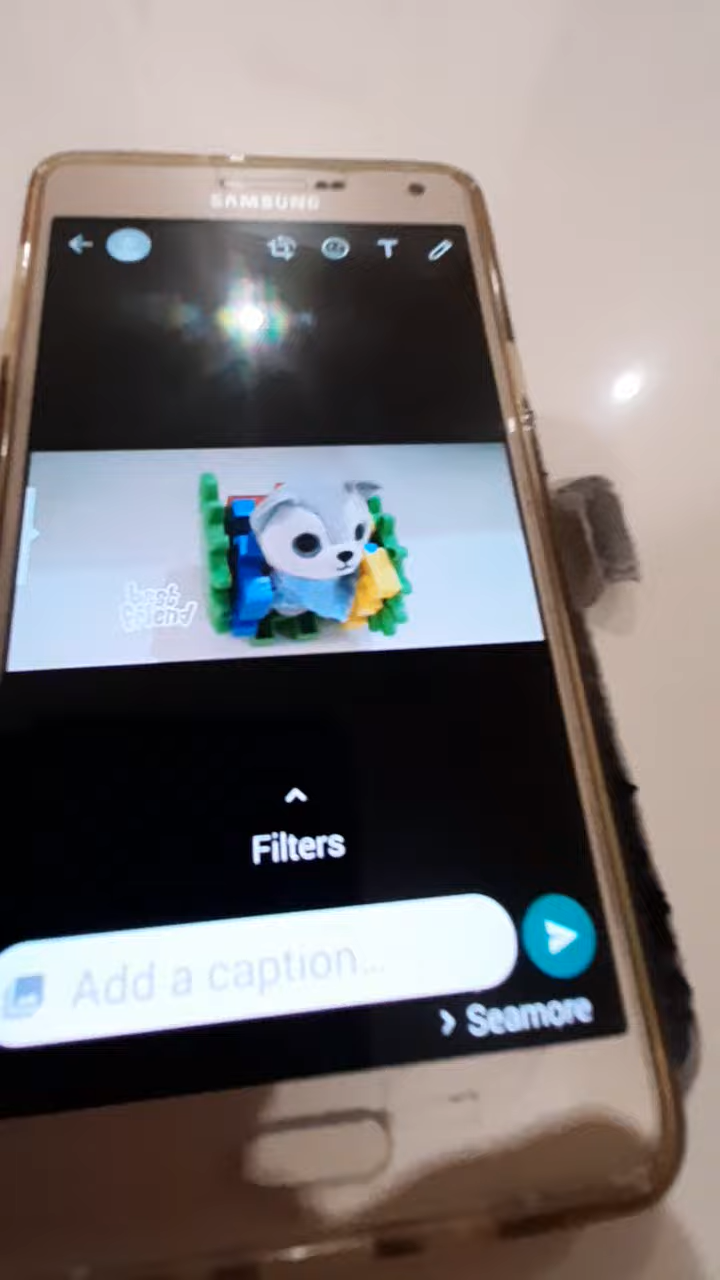 SAMSUNG
T
best
friend
Filters
Add a caption...
> Seamore